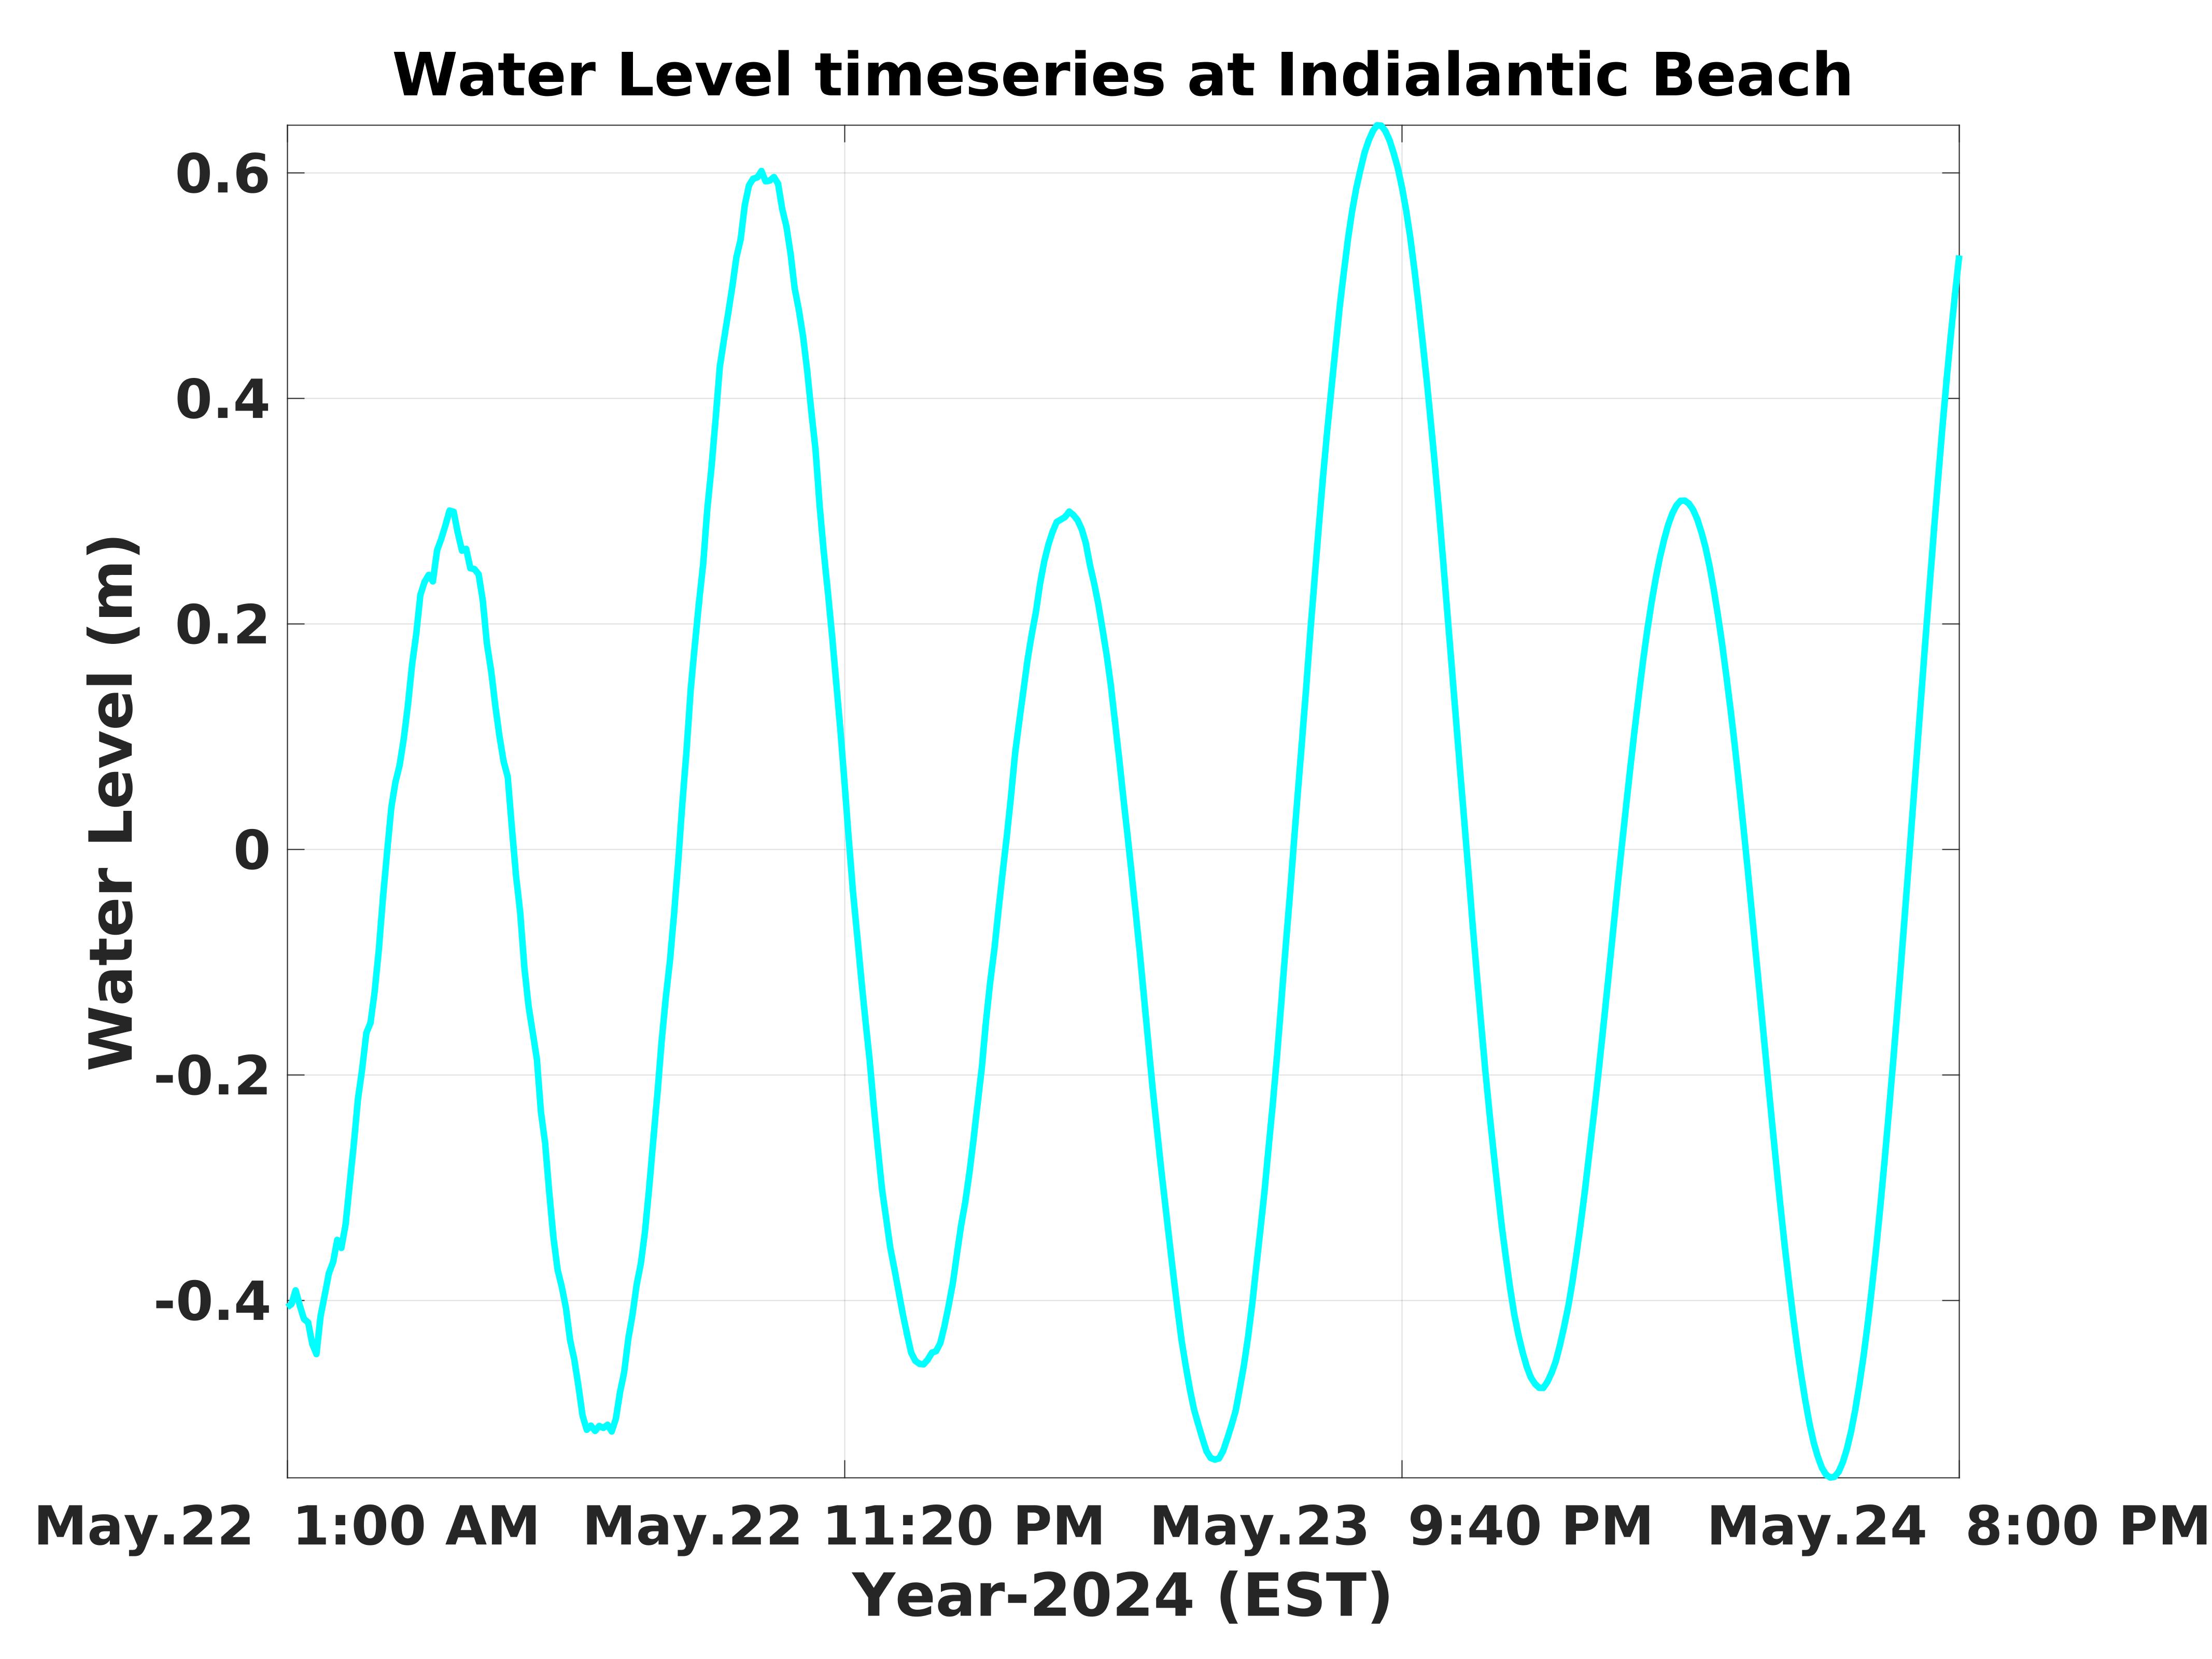 Water Level timeseries at Indialantic Beach
0.6
0.4
0.2
0
-0.2
-0.4
Water Level (m)
May.22 1:00 AM May.22 11:20 PM May.23 9:40 PM May.24 8:00 PM
Year-2024 (EST)